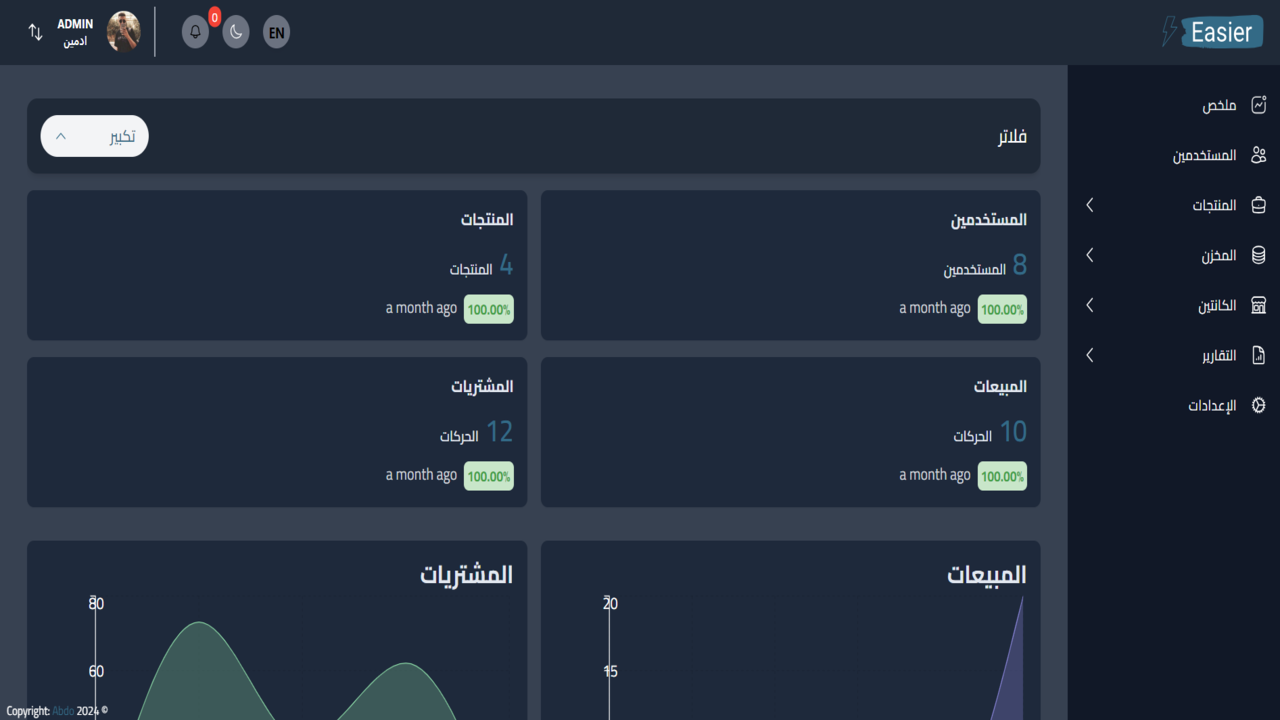 Easier
EN
0
ADMIN
ادمين
ملخص
المستخدمين
المنتجات
المخزن
الكانتين
التقارير
الإعدادات
فلاتر
تكبير
المستخدمين
8 المستخدمين
100.00% a month ago
المنتجات
4 المنتجات
100.00% a month ago
المبيعات
10 الحركات
100.00% a month ago
المشتريات
12 الحركات
100.00% a month ago
المبيعات
20
15
المشتريات
80
60
Copyright: Abdo 2024 ©